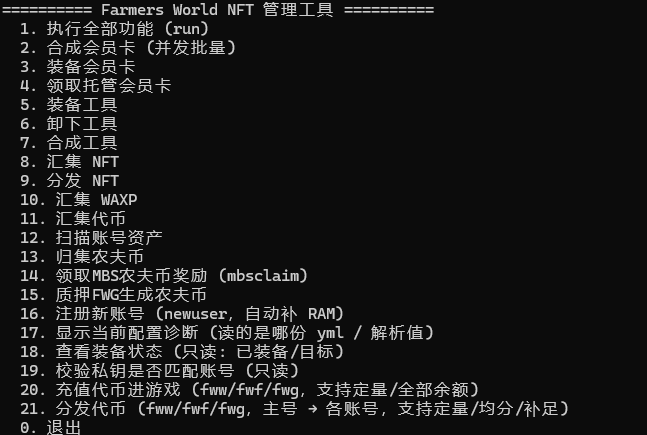 ========== Farmers World NFT 管理工具 ==========
1. 执行全部功能 (run)
2. 合成会员卡 (并发批量)
3. 装备会员卡
4. 领取托管会员卡
5. 装备工具
6. 卸下工具
7. 合成工具
8. 汇集 NFT
9. 分发 NFT
10. 汇集 WAXP
11. 汇集代币
12. 扫描账号资产
13. 归集农夫币
14. 领取MBS农夫币奖励 (mbsclaim)
15. 质押FWG生成农夫币
16. 注册新账号 (newuser, 自动补 RAM)
17. 显示当前配置诊断 (读的是哪份 yml / 解析值)
18. 查看装备状态 (只读: 已装备/目标)
19. 校验私钥是否匹配账号 (只读)
20. 充值代币进游戏 (fww/fwf/fwg, 支持定量/全部余额)
21. 分发代币 (fww/fwf/fwg, 主号 → 各账号, 支持定量/均分/补足)
0. 退出